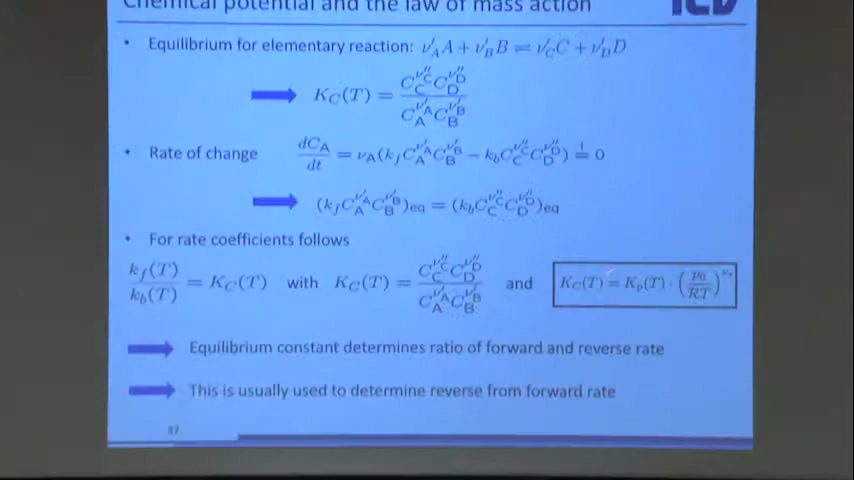 Chemical potential and the law of mass action
• Equilibrium for elementary reaction: ν′_A A + ν′_B B ⇌ ν′_C C + ν′_D D
K_C(T) = C_C^{ν″_C} C_D^{ν″_D} / C_A^{ν′_A} C_B^{ν′_B}
• Rate of change dC_A/dt = ν_A(k_f C_A^{ν′_A} C_B^{ν′_B} − k_b C_C^{ν″_C} C_D^{ν″_D}) =! 0
(k_f C_A^{ν′_A} C_B^{ν′_B})_eq = (k_b C_C^{ν″_C} C_D^{ν″_D})_eq
• For rate coefficients follows
k_f(T)/k_b(T) = K_C(T) with K_C(T) = C_C^{ν″_C} C_D^{ν″_D} / C_A^{ν′_A} C_B^{ν′_B} and K_C(T) = K_p(T) · (p_0/RT)
Equilibrium constant determines ratio of forward and reverse rate
This is usually used to determine reverse from forward rate
37